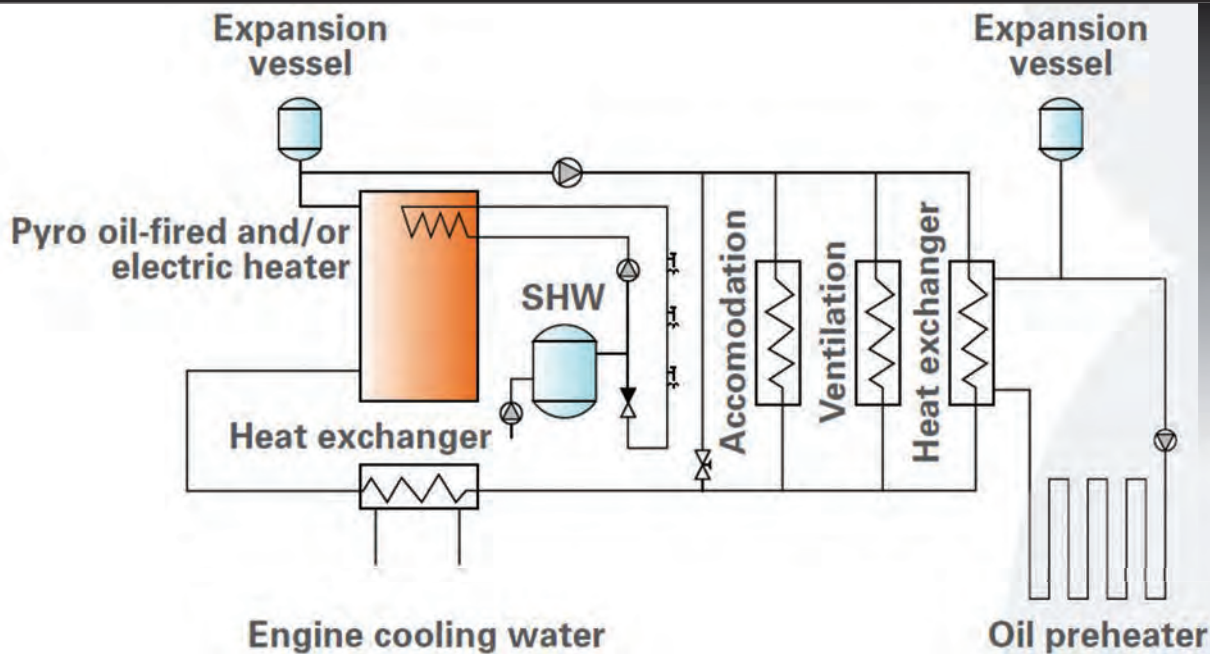 Expansion
vessel
Expansion
vessel
Pyro oil-fired and/or
electric heater
SHW
Accomodation
Ventilation
Heat exchanger
Heat exchanger
Engine cooling water
Oil preheater